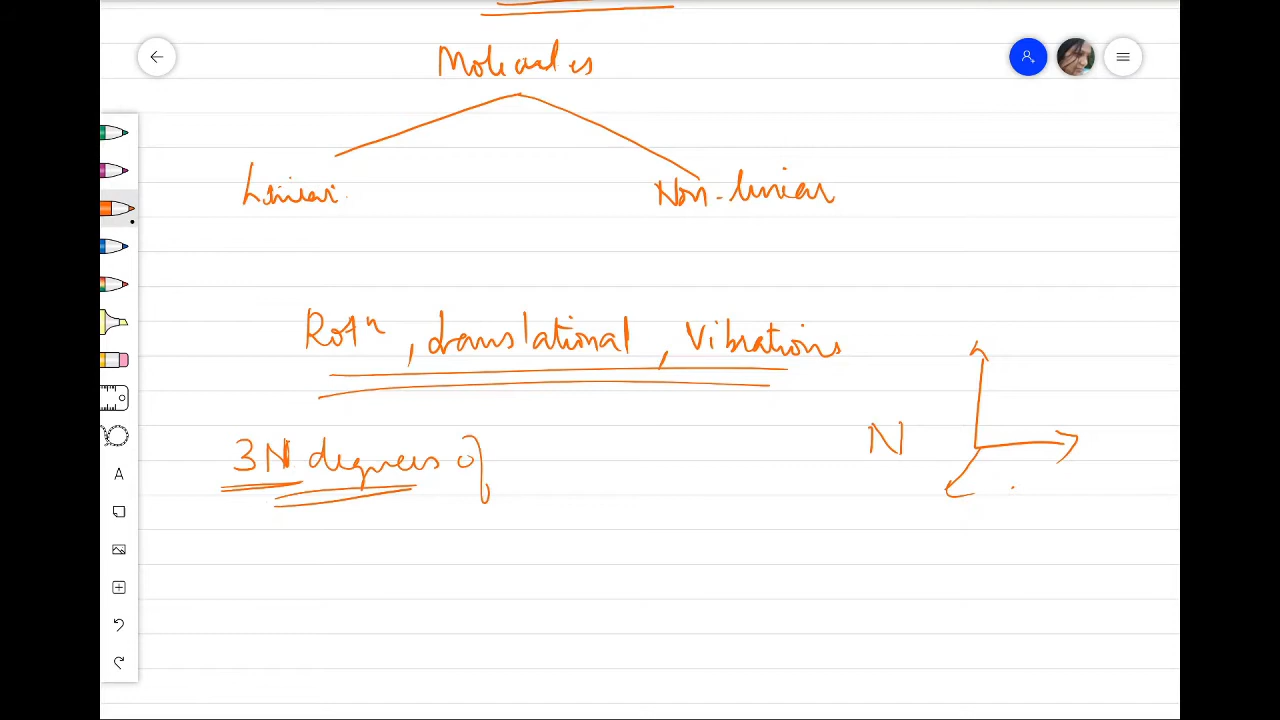 Molecules
Linear
Non-linear
Rotⁿ, translational, Vibrations
N
3N degrees of
A